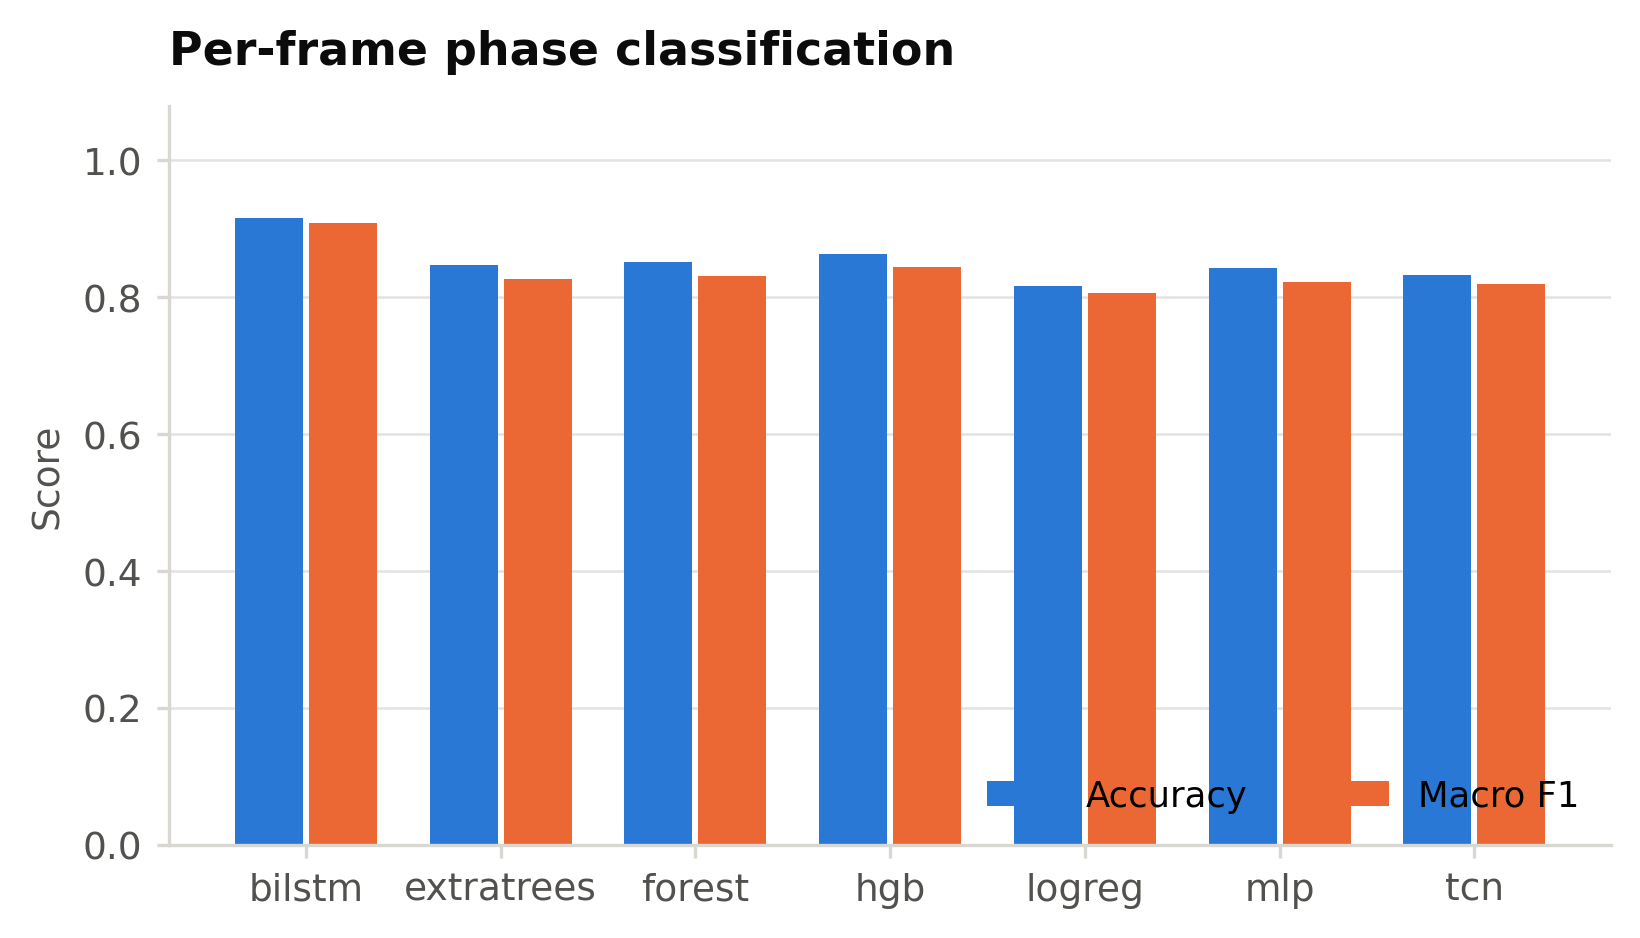 Per-frame phase classification
1.0
0.8
0.6
0.4
0.2
0.0
Score
Accuracy Macro F1
bilstm extratrees forest hgb logreg mlp tcn